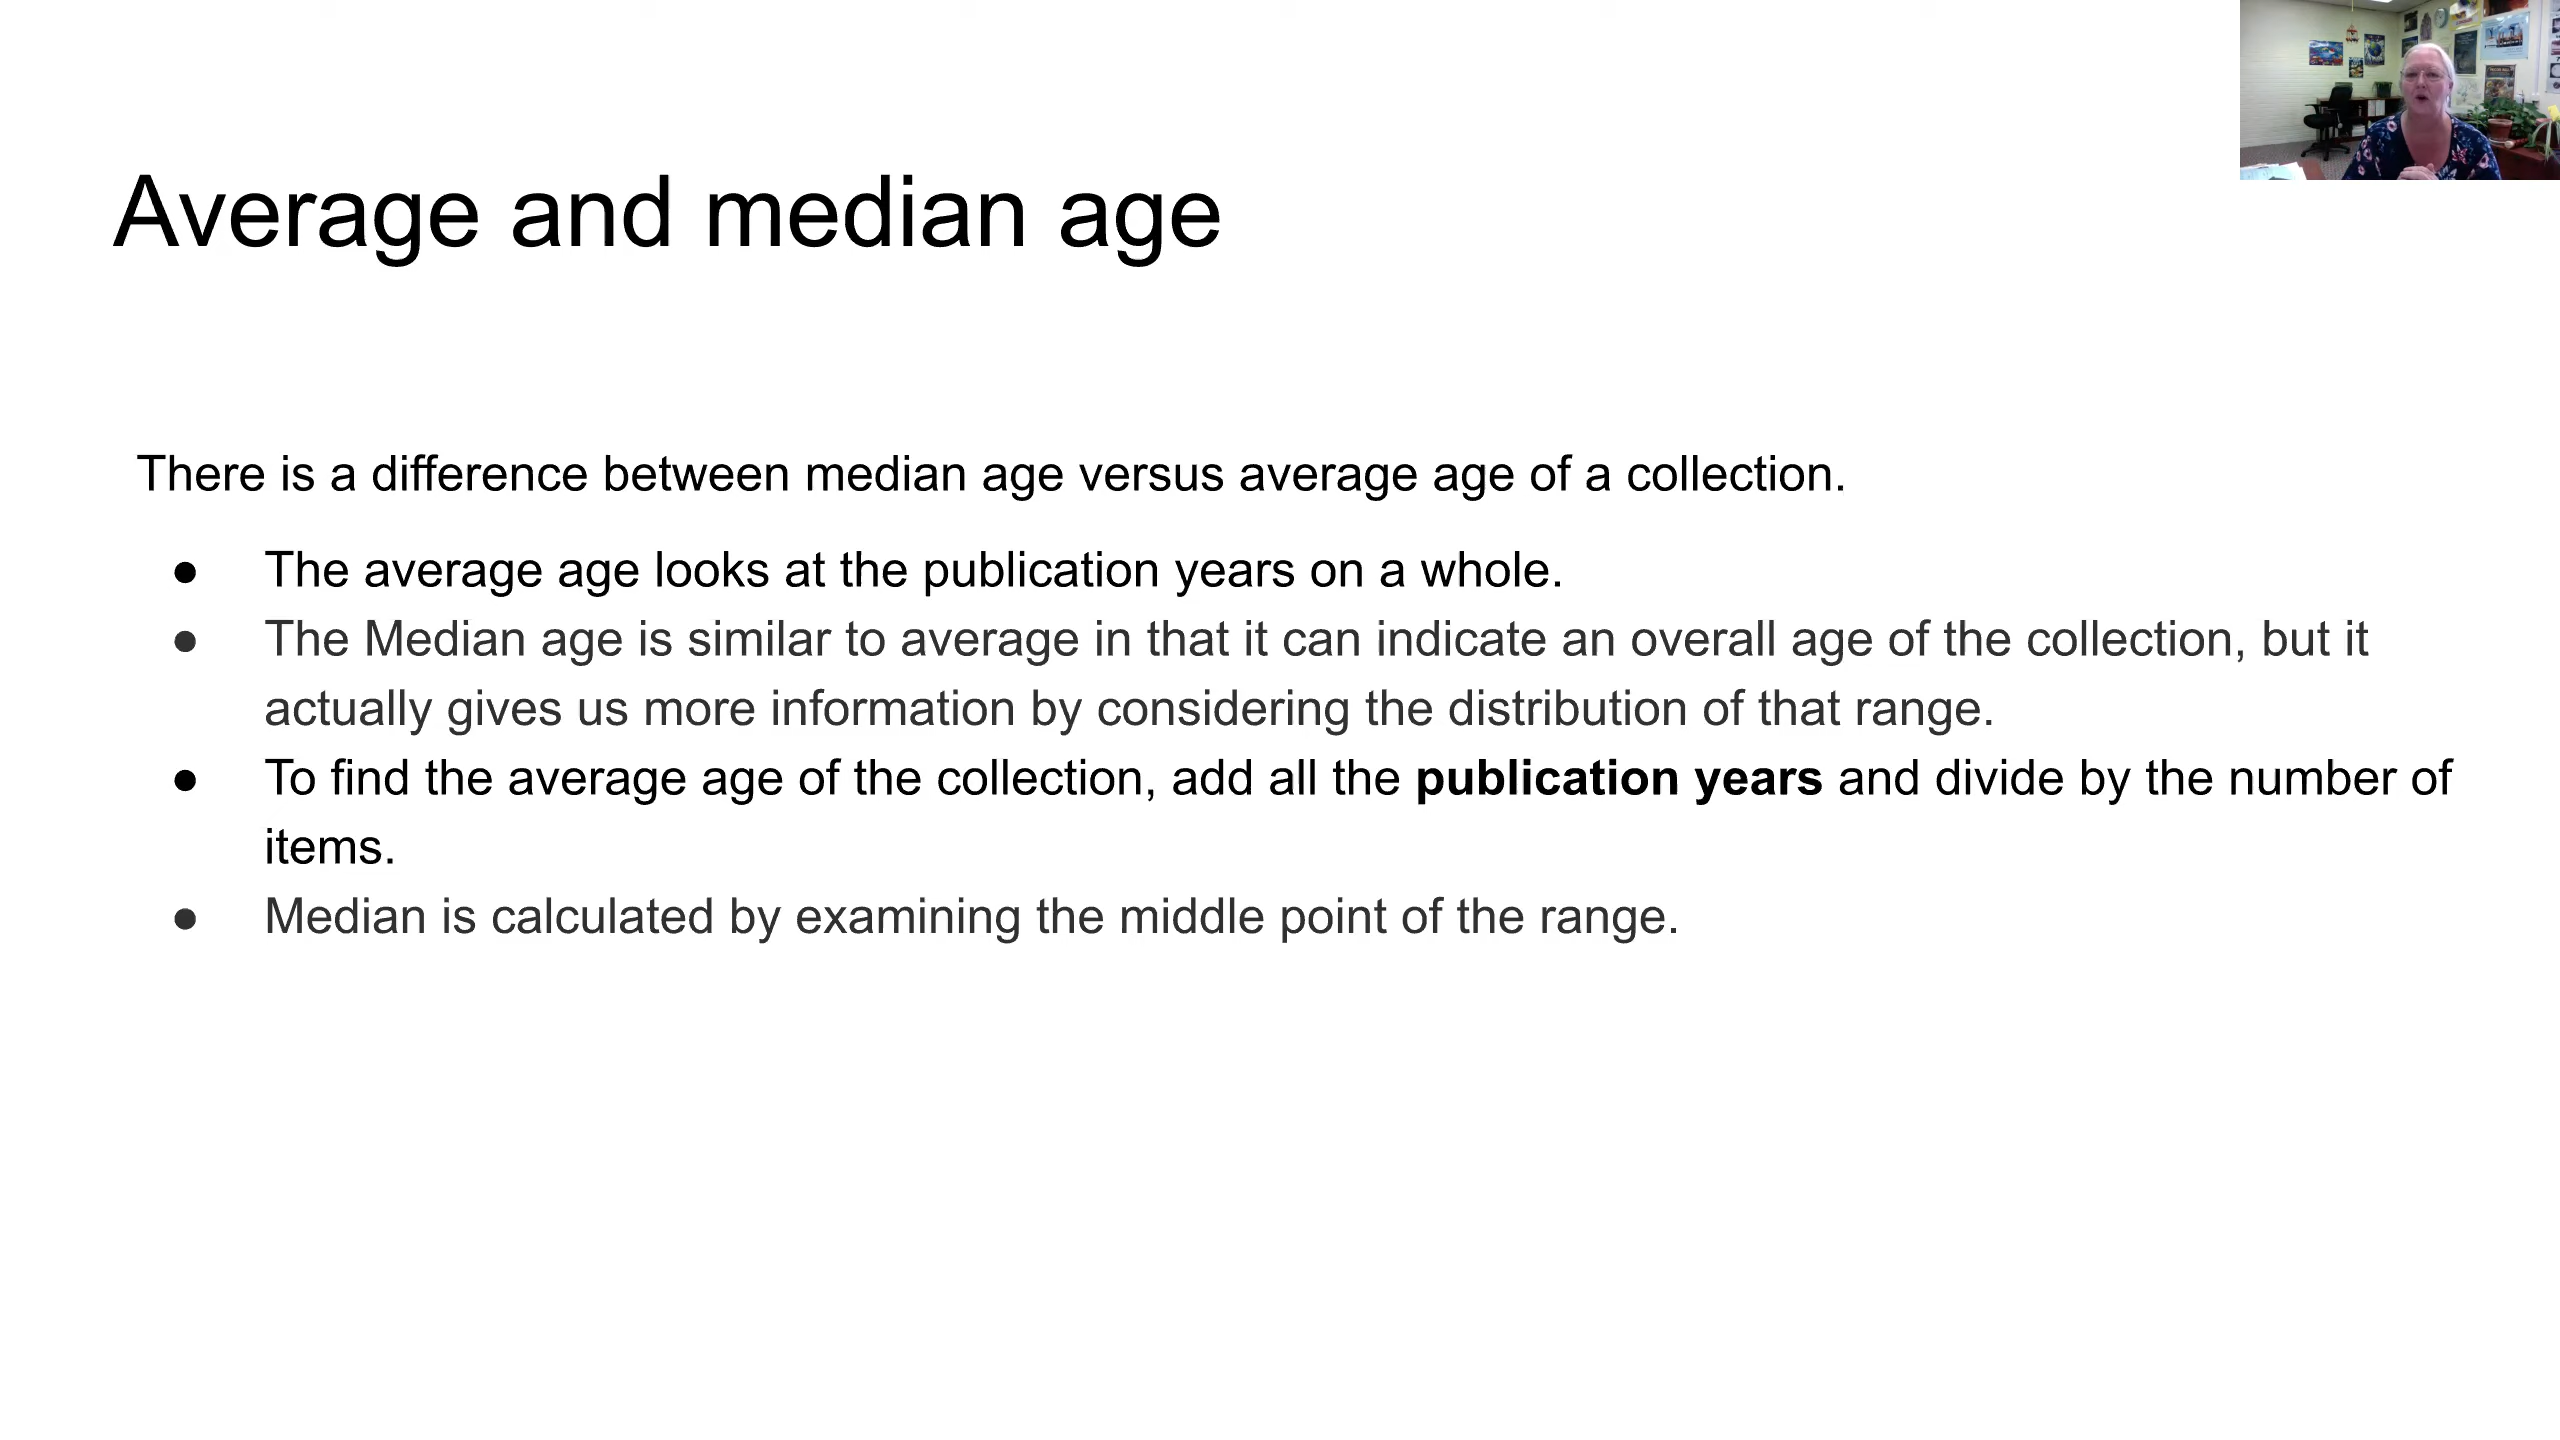 Average and median age
There is a difference between median age versus average age of a collection.
● The average age looks at the publication years on a whole.
● The Median age is similar to average in that it can indicate an overall age of the collection, but it
actually gives us more information by considering the distribution of that range.
● To find the average age of the collection, add all the publication years and divide by the number of
items.
● Median is calculated by examining the middle point of the range.